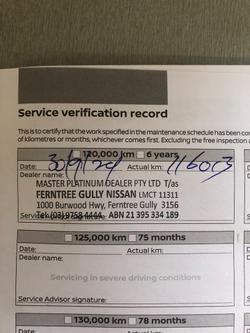 Service verification record
This is to certify that the work specified in the maintenance schedule has been co
of kilometres or months, whichever comes first. Excluding the free inspection a
120,000 km 6 years
Date: 30/9/24 Actual km: 116013
Dealer name:
MASTER PLATINUM DEALER PTY LTD T/as
FERNTREE GULLY NISSAN LMCT 11311
1000 Burwood Hwy, Ferntree Gully 3156
Tel: (03) 9758 4444 ABN 21 395 334 189
125,000 km 75 months
Date: Actual km:
Dealer name:
Servicing in severe driving conditions
Service Advisor signature:
130,000 km 78 months